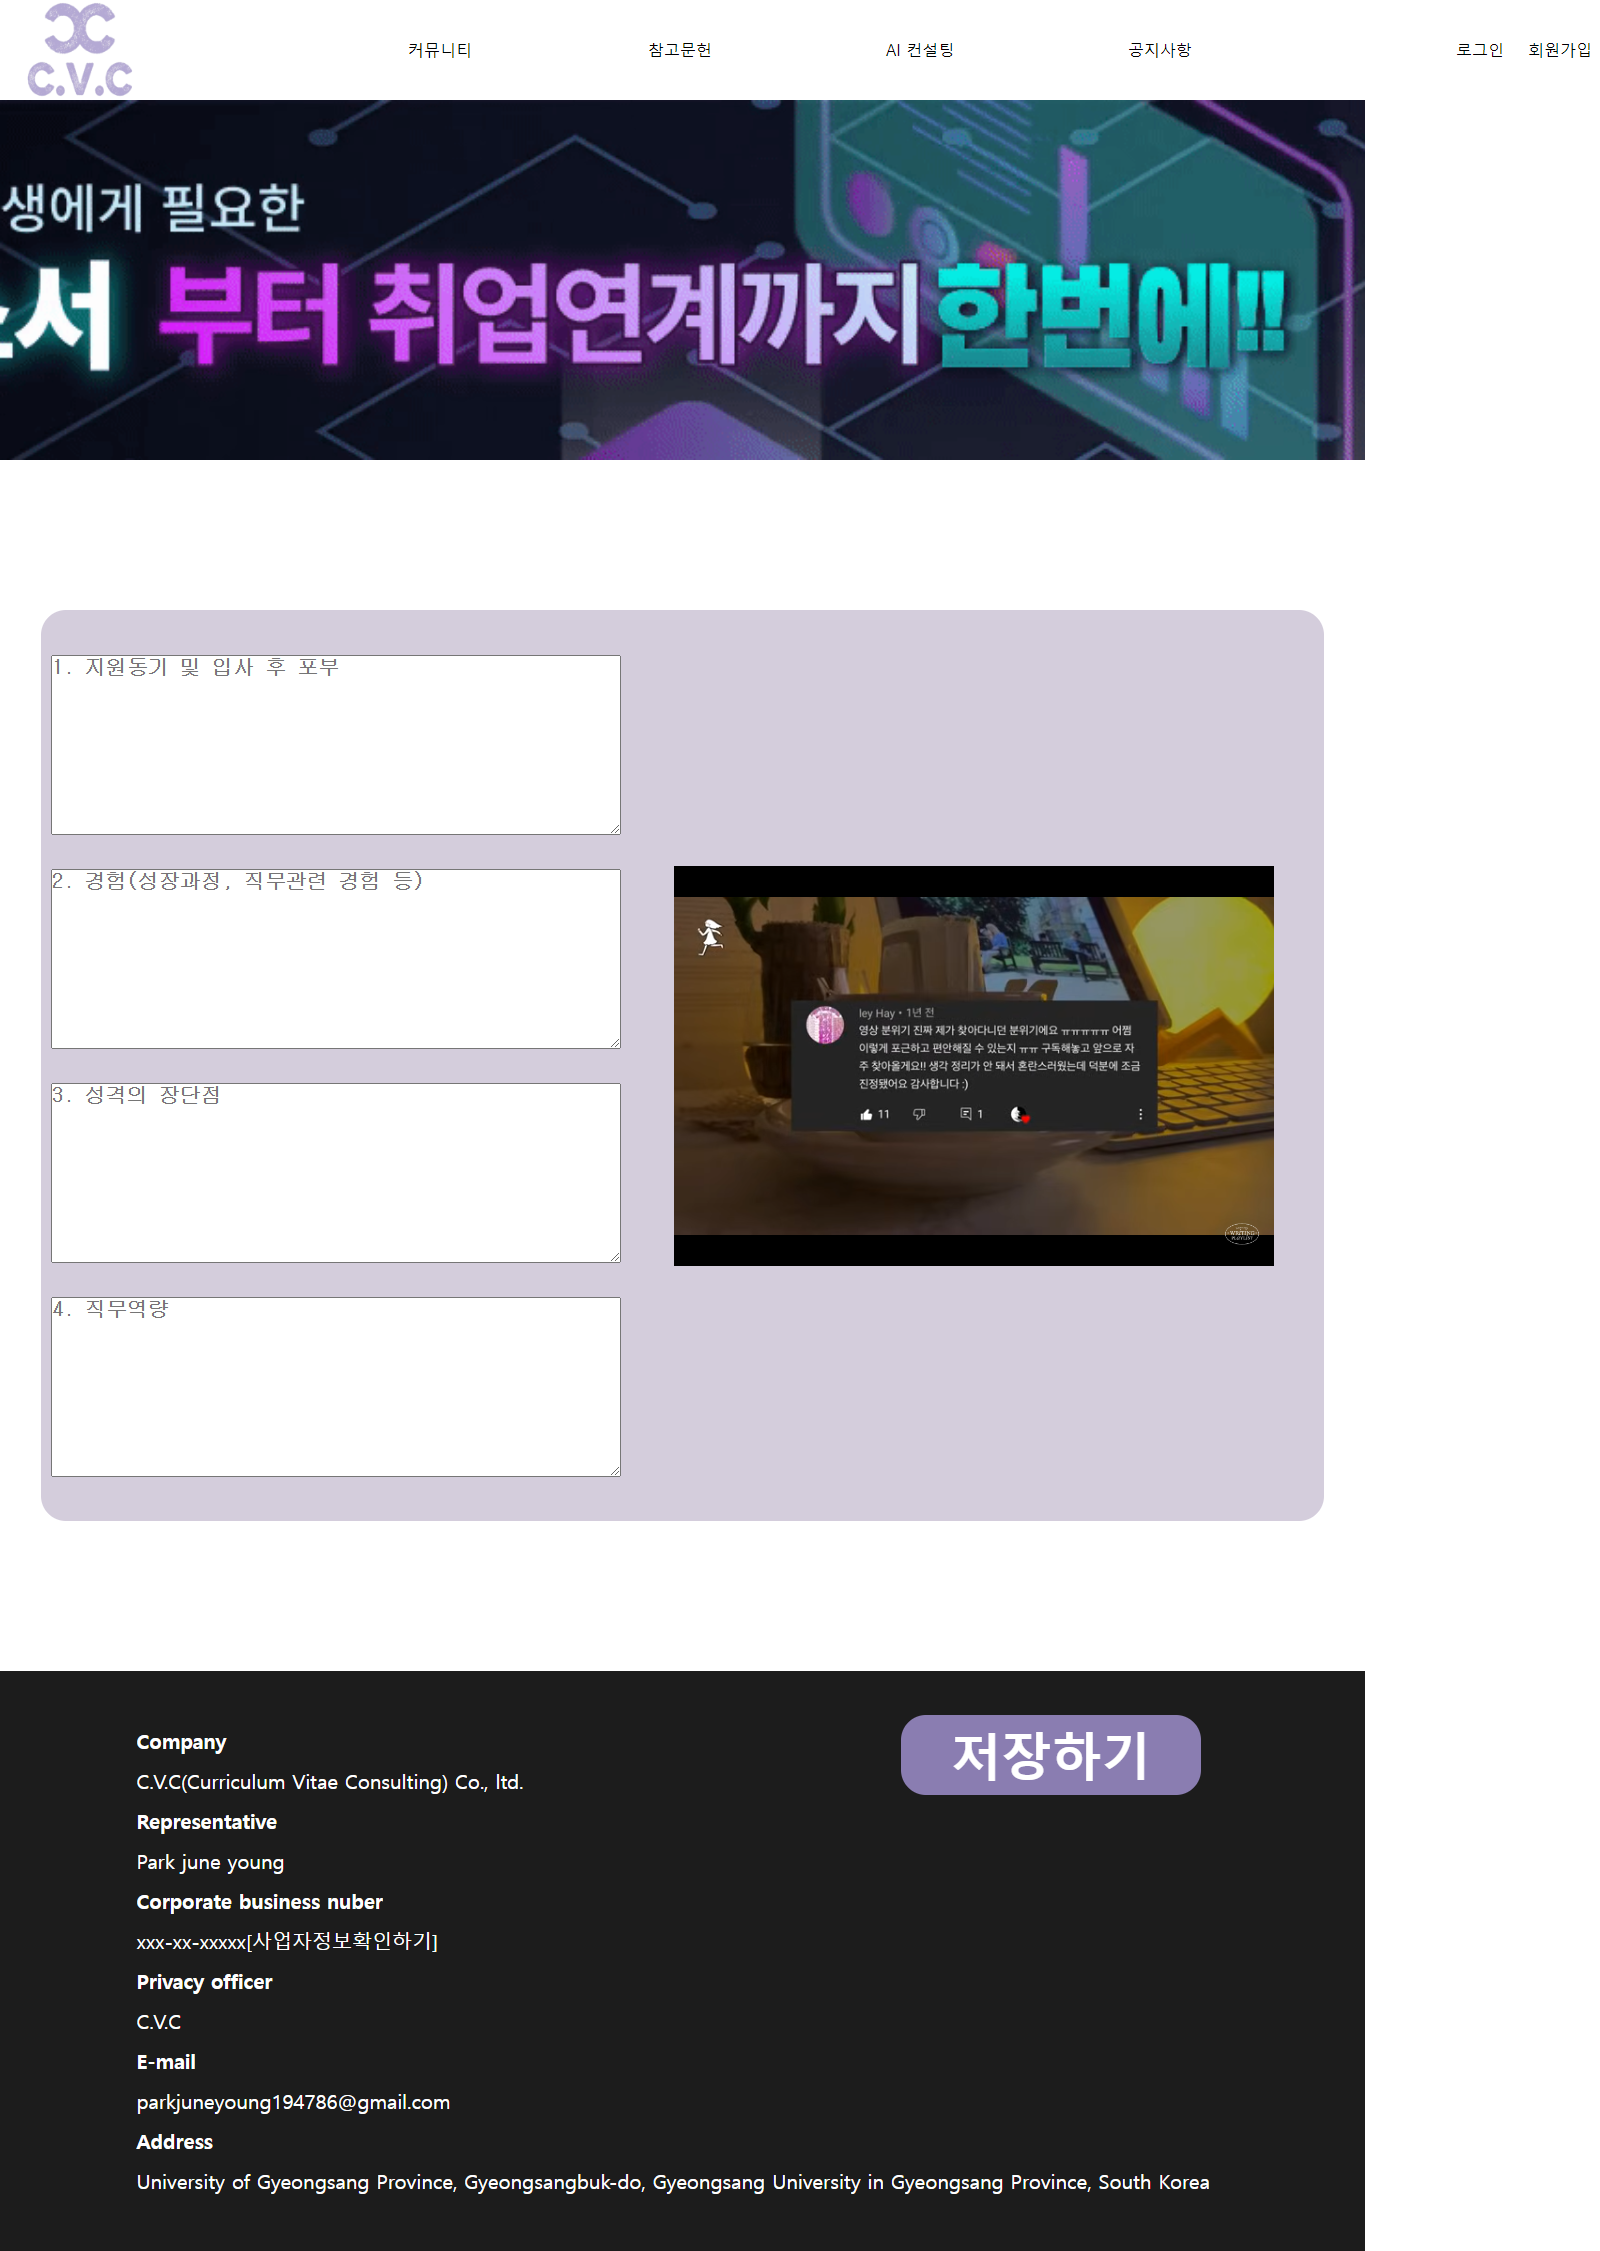 C.V.C
커뮤니티
참고문헌
AI 컨설팅
공지사항
로그인
회원가입
생에게 필요한
소서 부터 취업연계까지 한번에!!
1. 지원동기 및 입사 후 포부
2. 경험(성장과정, 직무관련 경험 등)
ley Hay • 1년 전
영상 분위기 진짜 제가 찾아다니던 분위기에요 ㅠㅠㅠㅠㅠ 어쩜
이렇게 포근하고 편안해질 수 있는지 ㅠㅠ 구독해놓고 앞으로 자
주 찾아올게요!! 생각 정리가 안 돼서 혼란스러웠는데 덕분에 조금
진정됐어요 감사합니다 :)
11
1
WRITING
PLAYLIST
3. 성격의 장단점
4. 직무역량
저장하기
Company
C.V.C(Curriculum Vitae Consulting) Co., ltd.
Representative
Park june young
Corporate business nuber
xxx-xx-xxxxx[사업자정보확인하기]
Privacy officer
C.V.C
E-mail
parkjuneyoung194786@gmail.com
Address
University of Gyeongsang Province, Gyeongsangbuk-do, Gyeongsang University in Gyeongsang Province, South Korea